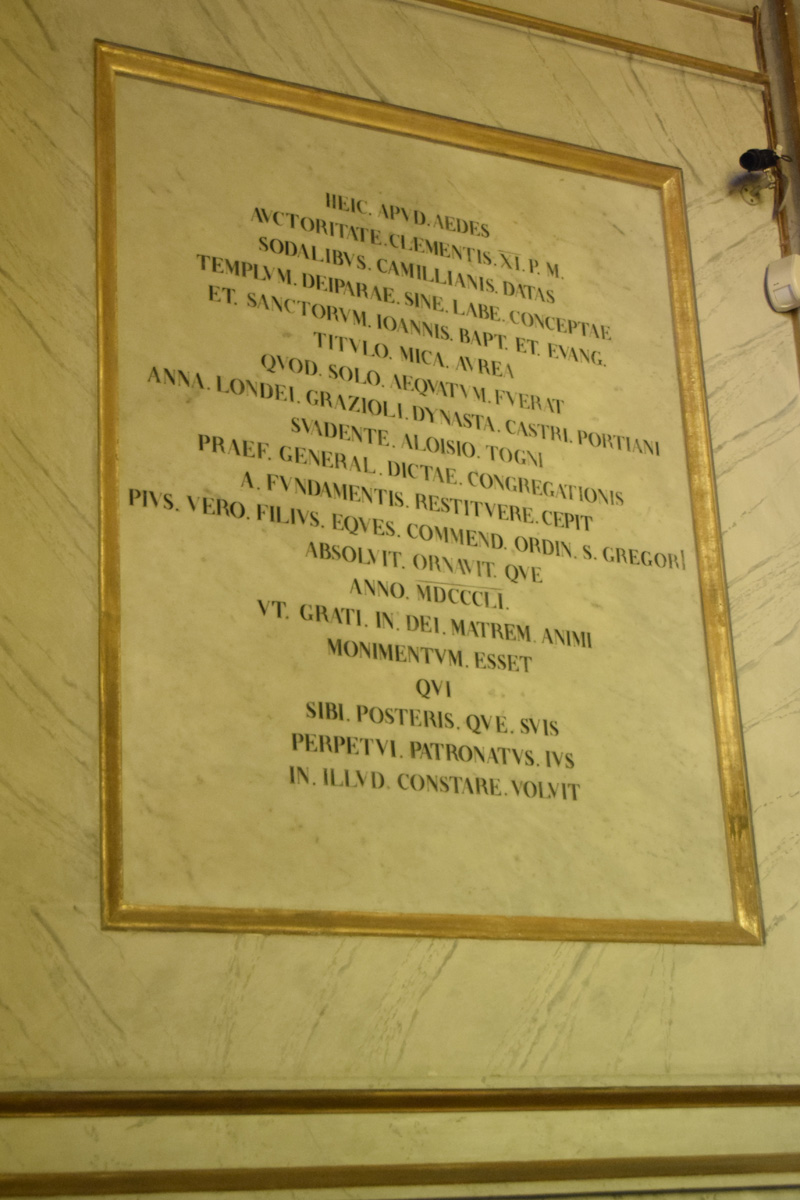 HEIC. APVD. AEDES
AVCTORITATE. CLEMENTIS. XI. P. M.
SODALIBVS. CAMILLIANIS. DATAS
TEMPLVM. DEIPARAE. SINE. LABE. CONCEPTAE
ET. SANCTORVM. IOANNIS. BAPT. ET. EVANG.
TITVLO. MICA. AVREA
QVOD. SOLO. AEQVATVM. FVERAT
ANNA. LONDEI. GRAZIOLI. DYNASTA. CASTRI. PORTIANI
SVADENTE. ALOISIO. TOGNI
PRAEF. GENERAL. DICTAE. CONGREGATIONIS
A. FVNDAMENTIS. RESTITVERE. CEPIT
PIVS. VERO. FILIVS. EQVES. COMMEND. ORDIN. S. GREGORI
ABSOLVIT. ORNAVIT. QVE
ANNO. MDCCCLI.
VT. GRATI. IN. DEI. MATREM. ANIMI
MONIMENTVM. ESSET
QVI
SIBI. POSTERIS. QVE. SVIS
PERPETVI. PATRONATVS. IVS
IN. ILLVD. CONSTARE. VOLVIT